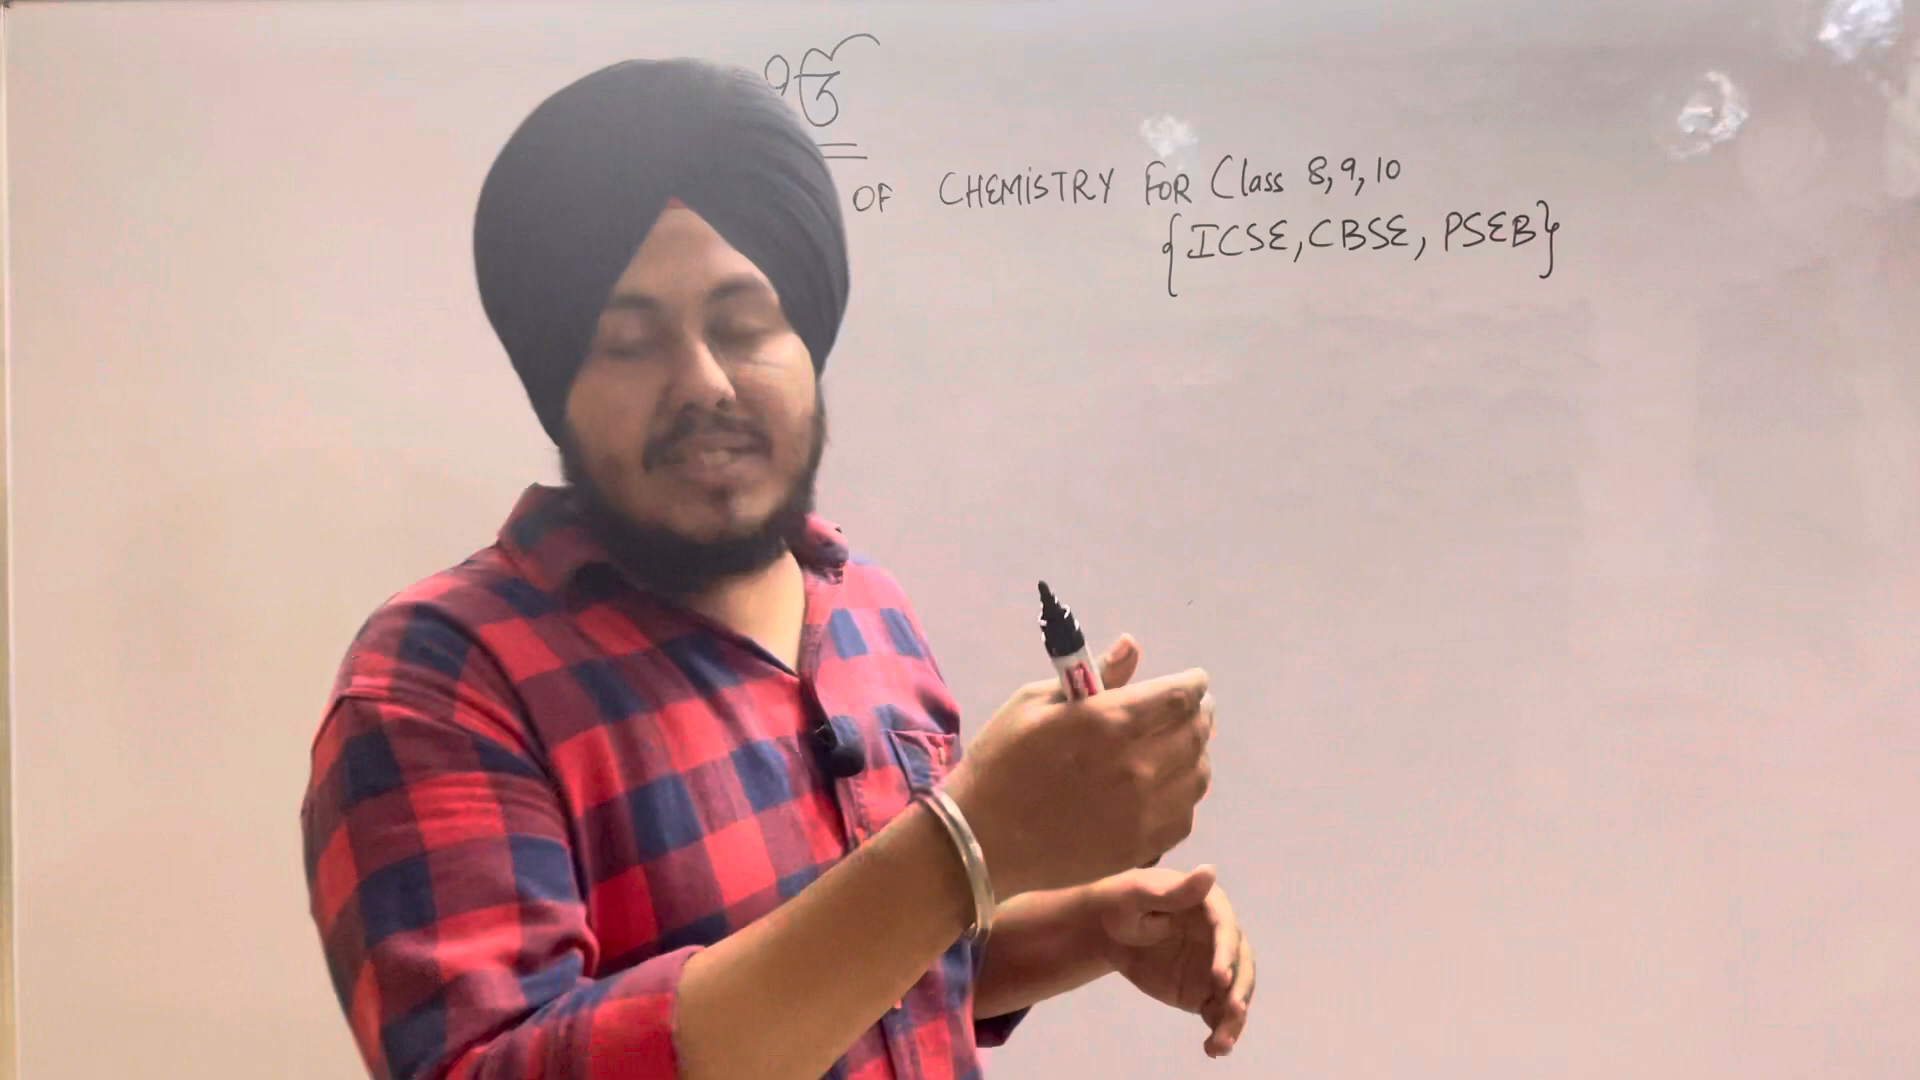 ੴ
OF CHEMISTRY FOR Class 8,9,10
{ICSE, CBSE, PSEB}